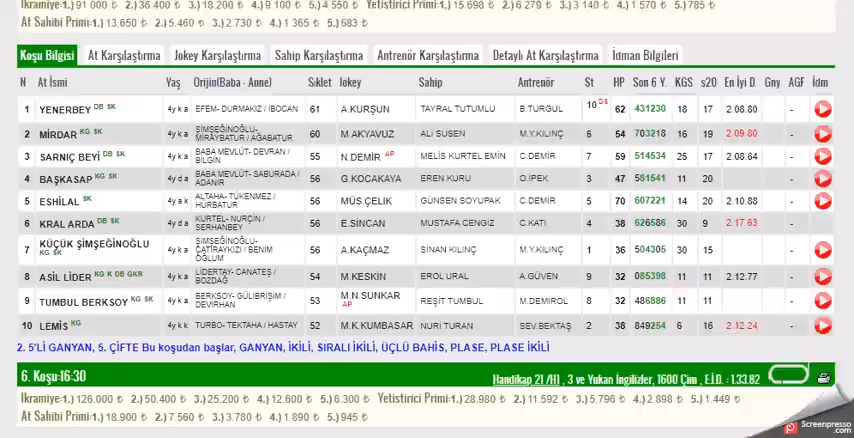 İkramiye:1.) 91.000 ₺ 2.) 36.400 ₺ 3.) 18.200 ₺ 4.) 9.100 ₺ 5.) 4.550 ₺ Yetistirici Primi:1.) 15.698 ₺ 2.) 6.279 ₺ 3.) 3.140 ₺ 4.) 1.570 ₺ 5.) 785 ₺
At Sahibi Primi:1.) 13.650 ₺ 2.) 5.460 ₺ 3.) 2.730 ₺ 4.) 1.365 ₺ 5.) 683 ₺
Koşu Bilgisi At Karşılaştırma Jokey Karşılaştırma Sahip Karşılaştırma Antrenör Karşılaştırma Detaylı At Karşılaştırma İdman Bilgileri
N At İsmi Yaş Orijin(Baba - Anne) Sıklet Jokey Sahip Antrenör St HP Son 6 Y. KGS s20 En İyi D. Gny AGF İdm
1 YENERBEY DB SK 4y k a EFEM- DURMAKIZ / İBOCAN 61 A.KURŞUN TAYRAL TUTUMLU B.TURGUL 10 DS 62 431230 18 17 2.08.80 -
2 MİRDAR KG SK 4y k a ŞİMŞEĞİNOĞLU- MİRAYBATUR / AĞABATUR 60 M.AKYAVUZ ALİ SUSEN M.Y.KILINÇ 6 54 703218 16 19 2.09.80 -
3 SARNIÇ BEYİ DB SK 4y k a BABA MEVLÜT- DEVRAN / BİLGİN 55 N.DEMİR AP MELİS KURTEL EMİN C.DEMİR 7 59 514534 25 17 2.08.64 -
4 BAŞKASAP KG SK 4y d a BABA MEVLÜT- SABURADA / ADANIR 56 G.KOCAKAYA EREN KURU O.İPEK 3 47 581541 11 20 -
5 ESHİLAL SK 4y a k ALTAHA- TÜKENMEZ / HÜRBATUR 56 MÜS.ÇELİK GÜNSEN SOYUPAK C.DEMİR 5 70 607221 14 20 2.10.88 -
6 KRAL ARDA DB SK 4y d a KURTEL- NURÇİN / SERHANBEY 56 E.SİNCAN MUSTAFA CENGİZ C.KATI 4 38 626586 30 9 2.17.63 -
7 KÜÇÜK ŞİMŞEĞİNOĞLU KG SK 4y k a ŞİMŞEĞİNOĞLU- ÇATIRAYKIZI / BENİM OĞLUM 56 A.KAÇMAZ SİNAN KILINÇ M.Y.KILINÇ 1 36 504305 30 15 -
8 ASİL LİDER KG K DB GKR 4y k a LİDERTAY- CANATEŞ / BOZDAĞ 54 M.KESKİN EROL URAL A.GÜVEN 9 32 085398 11 11 2.12.77 -
9 TUMBUL BERKSOY KG SK 4y k a BERKSOY- GÜLİBRİŞİM / DEVİRHAN 53 M.N.SUNKAR AP REŞİT TUMBUL M.DEMİROL 8 32 486886 11 11 -
10 LEMİS KG 4y k k TURBO- TEKTAHA / HASTAY 52 M.K.KUMBASAR NURİ TURAN SEV.BEKTAŞ 2 38 849254 6 16 2.12.24 -
2. 5'Lİ GANYAN, 5. ÇİFTE Bu koşudan başlar, GANYAN, İKİLİ, SIRALI İKİLİ, ÜÇLÜ BAHİS, PLASE, PLASE İKİLİ
6. Koşu:16:30 Handikap 21 /H1 , 3 ve Yukarı İngilizler, 1600 Çim , E.İ.D. : 1.33.82
İkramiye:1.) 126.000 ₺ 2.) 50.400 ₺ 3.) 25.200 ₺ 4.) 12.600 ₺ 5.) 6.300 ₺ Yetistirici Primi:1.) 28.980 ₺ 2.) 11.592 ₺ 3.) 5.796 ₺ 4.) 2.898 ₺ 5.) 1.449 ₺
At Sahibi Primi:1.) 18.900 ₺ 2.) 7.560 ₺ 3.) 3.780 ₺ 4.) 1.890 ₺ 5.) 945 ₺
Screenpresso.com